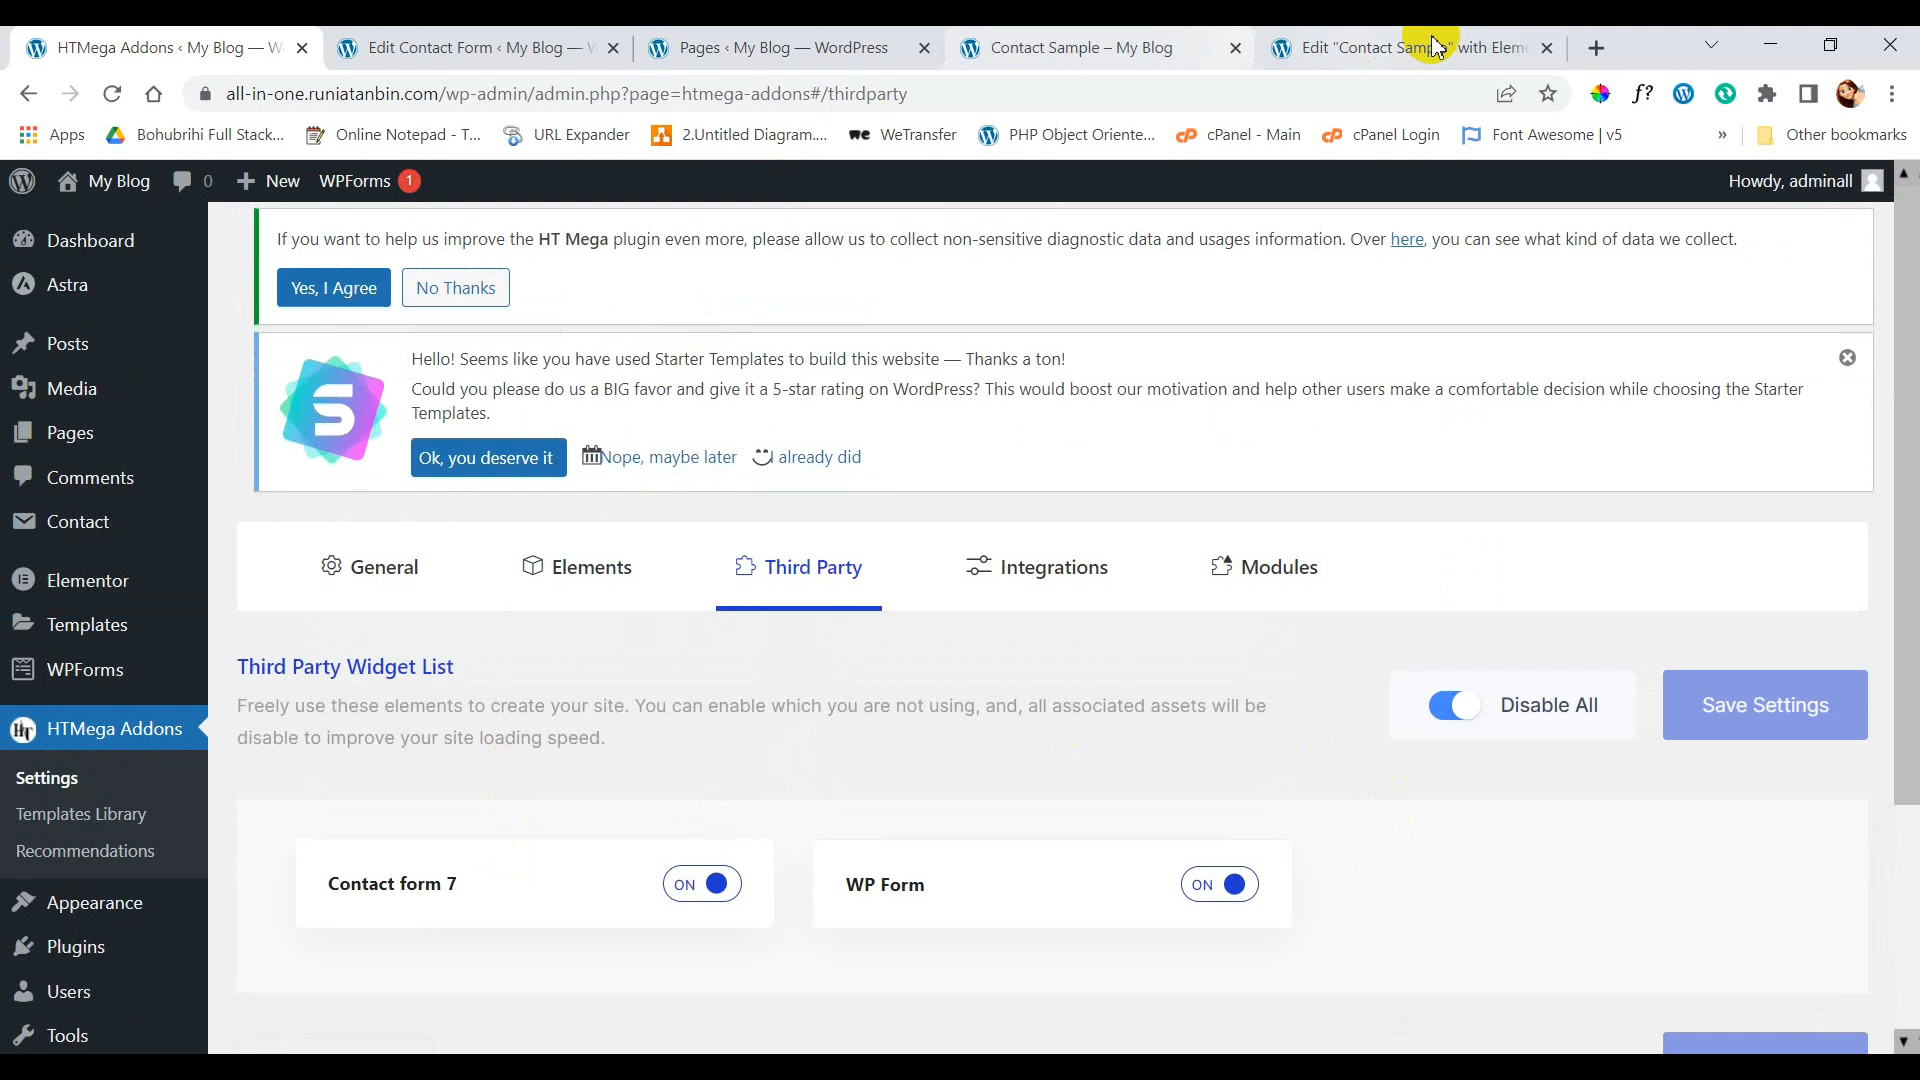 HTMega Addons ‹ My Blog — W
Edit Contact Form ‹ My Blog —
Pages ‹ My Blog — WordPress
Contact Sample – My Blog
Edit "Contact Sample" with Eleme
all-in-one.runiatanbin.com/wp-admin/admin.php?page=htmega-addons#/thirdparty
f?
Apps
Bohubrihi Full Stack...
Online Notepad - T...
URL Expander
2.Untitled Diagram....
we
WeTransfer
PHP Object Oriente...
cPanel - Main
cPanel Login
Font Awesome | v5
»
Other bookmarks
My Blog
0
New
WPForms
1
Howdy, adminall
Dashboard
Astra
Posts
Media
Pages
Comments
Contact
Elementor
Templates
WPForms
HTMega Addons
Settings
Templates Library
Recommendations
Appearance
Plugins
Users
Tools
If you want to help us improve the HT Mega plugin even more, please allow us to collect non-sensitive diagnostic data and usages information. Over here, you can see what kind of data we collect.
Yes, I Agree
No Thanks
Hello! Seems like you have used Starter Templates to build this website — Thanks a ton!
Could you please do us a BIG favor and give it a 5-star rating on WordPress? This would boost our motivation and help other users make a comfortable decision while choosing the Starter
Templates.
Ok, you deserve it
Nope, maybe later
I already did
General
Elements
Third Party
Integrations
Modules
Third Party Widget List
Freely use these elements to create your site. You can enable which you are not using, and, all associated assets will be
disable to improve your site loading speed.
Disable All
Save Settings
Contact form 7
ON
WP Form
ON